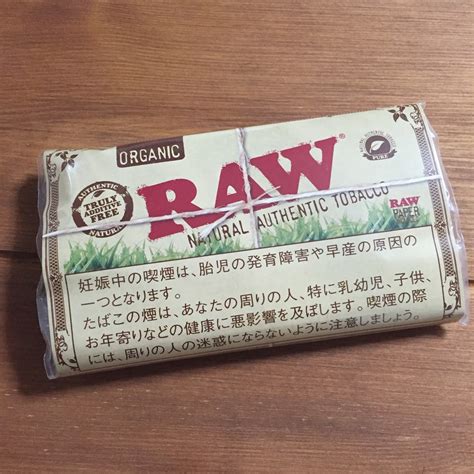 ORGANIC
RAW®
NATURAL AUTHENTIC TOBACCO
AUTHENTIC
TRULY
ADDITIVE
FREE
NATURAL
PURE
RAW
PAPER
妊娠中の喫煙は、胎児の発育障害や早産の原因の
一つとなります。
たばこの煙は、あなたの周りの人、特に乳幼児、子供、
お年寄りなどの健康に悪影響を及ぼします。喫煙の際
には、周りの人の迷惑にならないように注意しましょう。